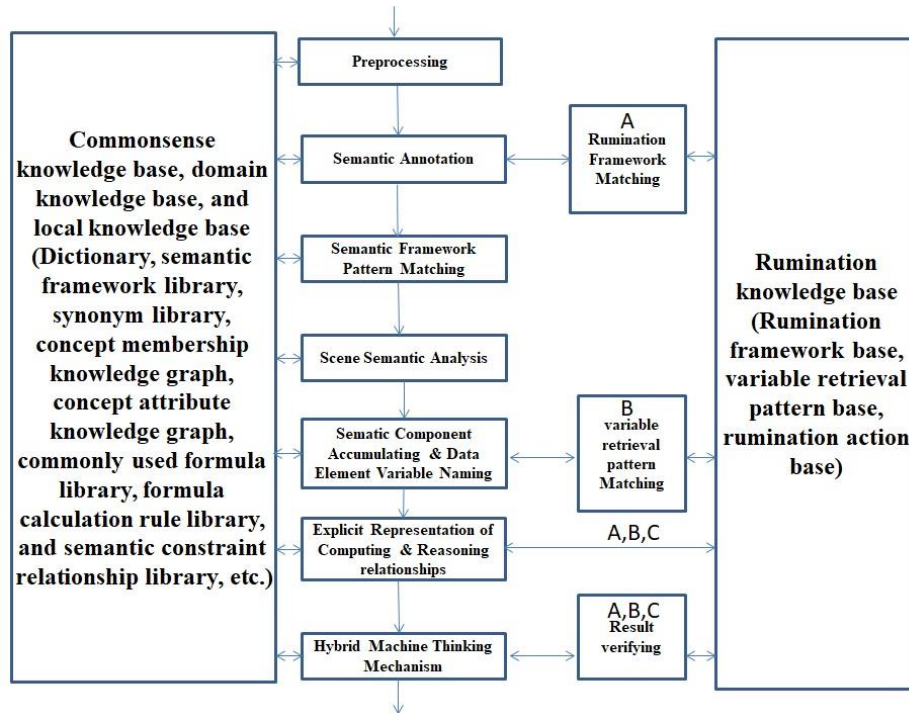 Commonsense
knowledge base, domain
knowledge base, and
local knowledge base
(Dictionary, semantic
framework library,
synonym library,
concept membership
knowledge graph,
concept attribute
knowledge graph,
commonly used formula
library, formula
calculation rule library,
and semantic constraint
relationship library, etc.)
Preprocessing
Semantic Annotation
Semantic Framework
Pattern Matching
Scene Semantic Analysis
Sematic Component
Accumulating & Data
Element Variable Naming
Explicit Representation of
Computing & Reasoning
relationships
Hybrid Machine Thinking
Mechanism
A
Rumination
Framework
Matching
B
variable
retrieval
pattern
Matching
A,B,C
A,B,C
Result
verifying
Rumination
knowledge base
(Rumination
framework base,
variable retrieval
pattern base,
rumination action
base)